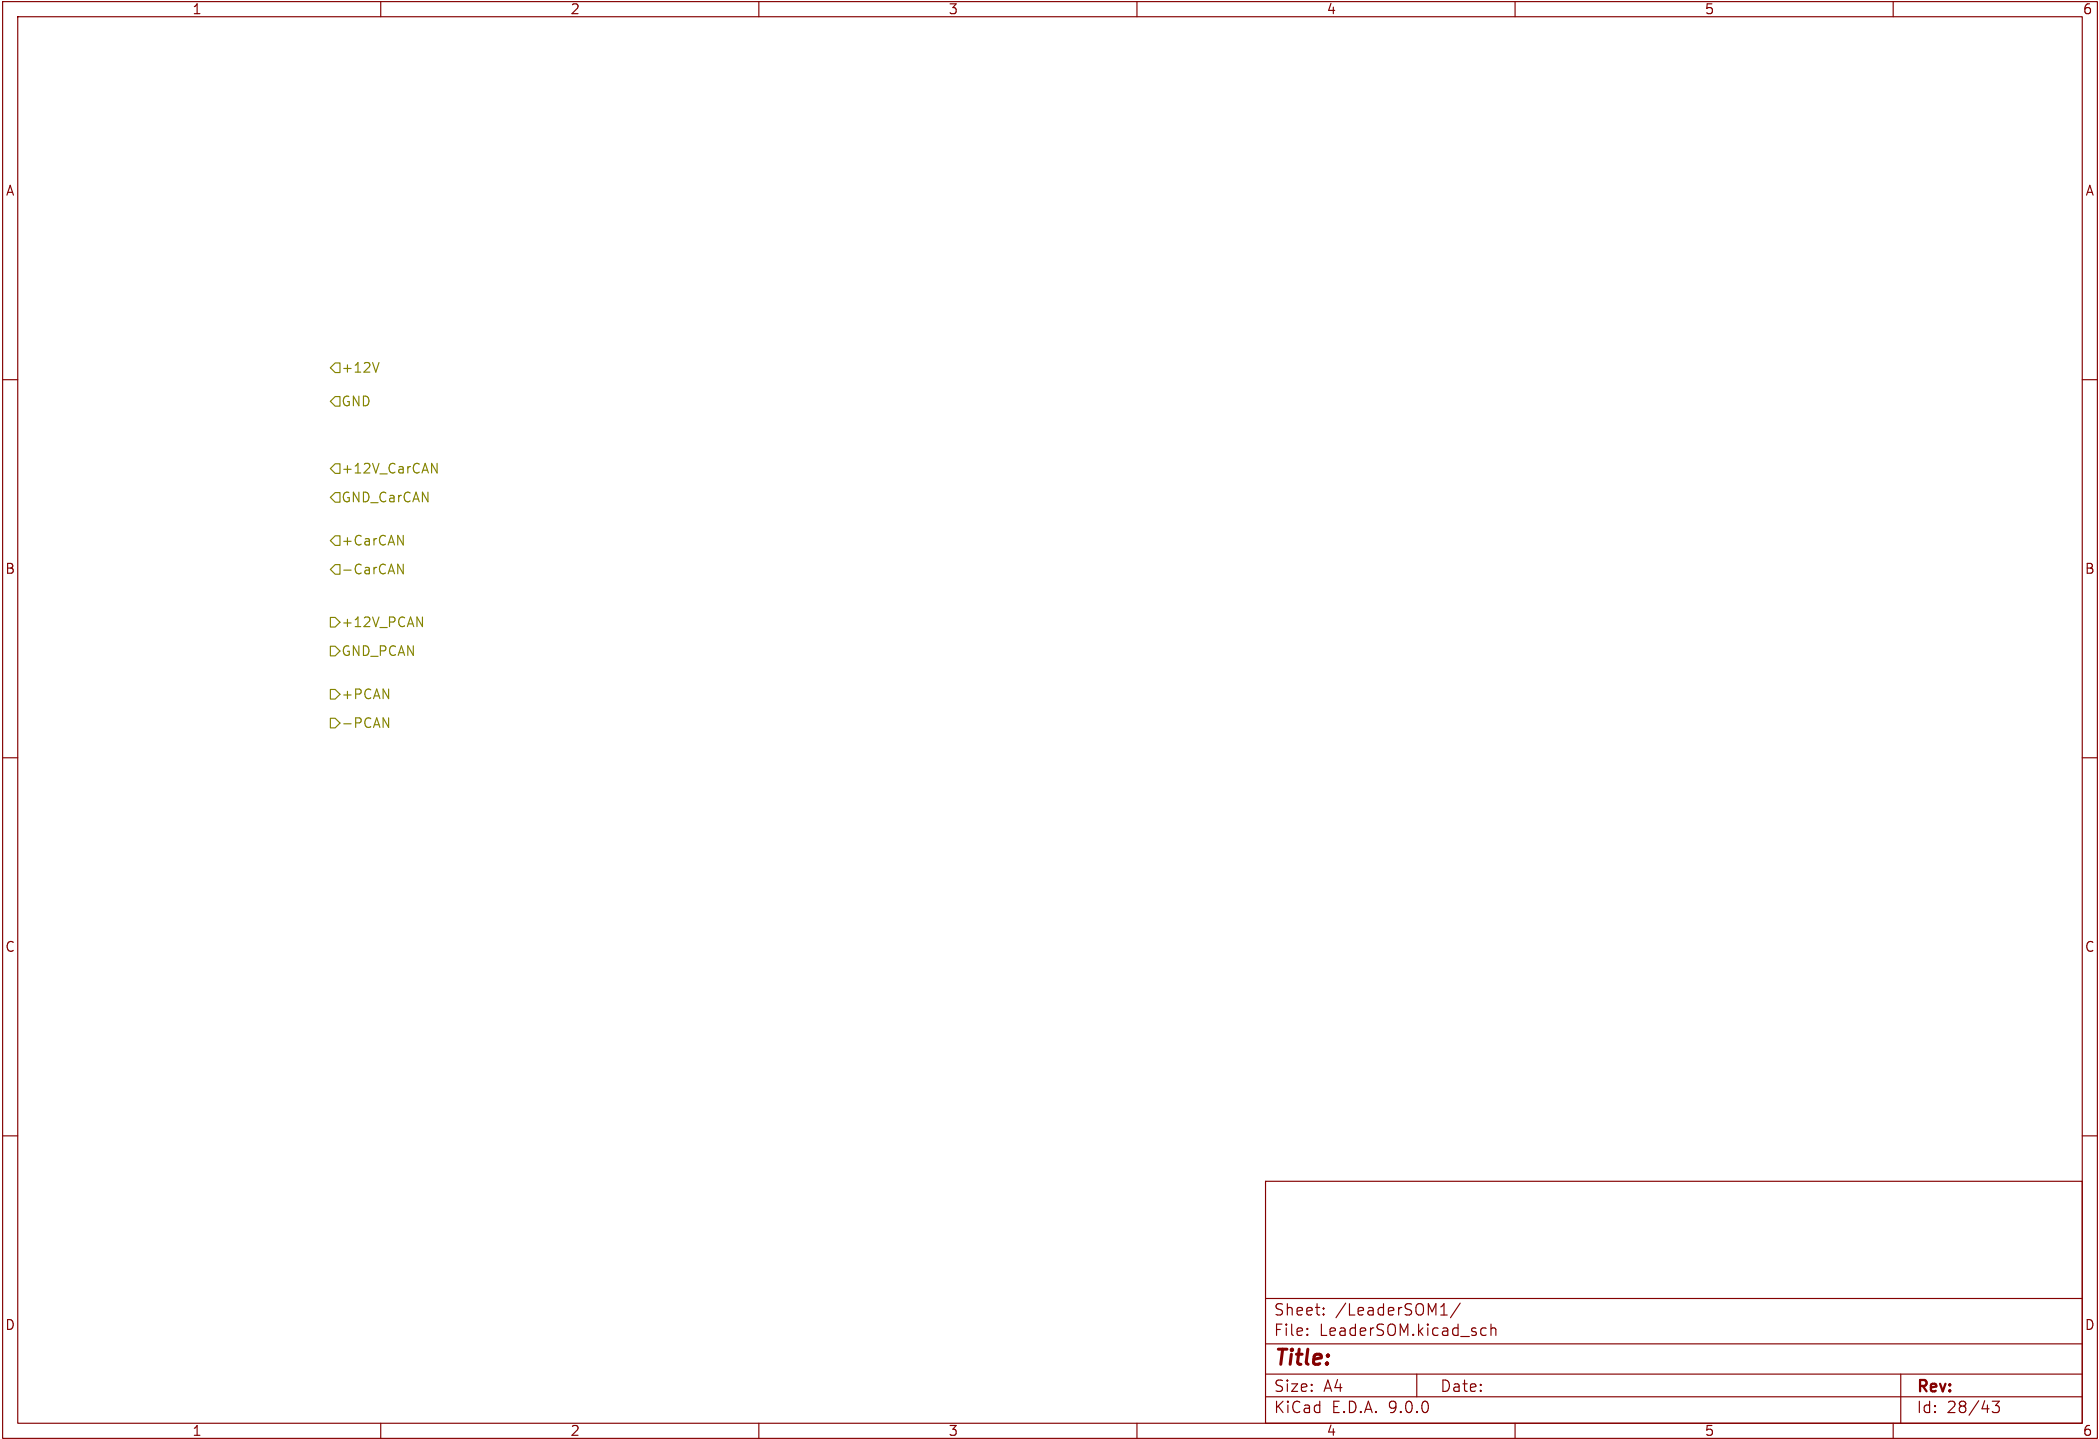 1 2 3 4 5 6
A A
+12V
GND
+12V_CarCAN
GND_CarCAN
+CarCAN
B B
-CarCAN
+12V_PCAN
GND_PCAN
+PCAN
-PCAN
C C
Sheet: /LeaderSOM1/
D D
File: LeaderSOM.kicad_sch
Title:
Size: A4 Date: Rev:
KiCad E.D.A. 9.0.0 Id: 28/43
1 2 3 4 5 6